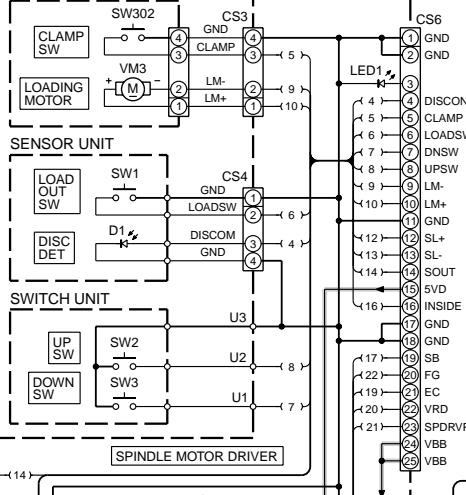 SW302
CS3
CS6
CLAMP
SW
GND
4
4
CLAMP
3
3
5
VM3
LOADING
MOTOR
+
M
−
LM-
2
2
9
LM+
1
1
10
LED1
1 GND
2 GND
3
4 4 DISCON
5 5 CLAMP
6 6 LOADSW
7 7 DNSW
8 8 UPSW
9 9 LM-
10 10 LM+
11 GND
12 12 SL+
13 13 SL-
14 14 SOUT
15 5VD
16 16 INSIDE
17 GND
18 GND
17 19 SB
22 20 FG
19 21 EC
20 22 VRD
21 23 SPDRVF
24 VBB
25 VBB
SENSOR UNIT
LOAD
OUT
SW
SW1
CS4
GND
1
LOADSW
2
6
DISC
DET
D1
DISCOM
3
4
GND
4
SWITCH UNIT
U3
UP
SW
SW2
U2
8
DOWN
SW
SW3
U1
7
SPINDLE MOTOR DRIVER
14